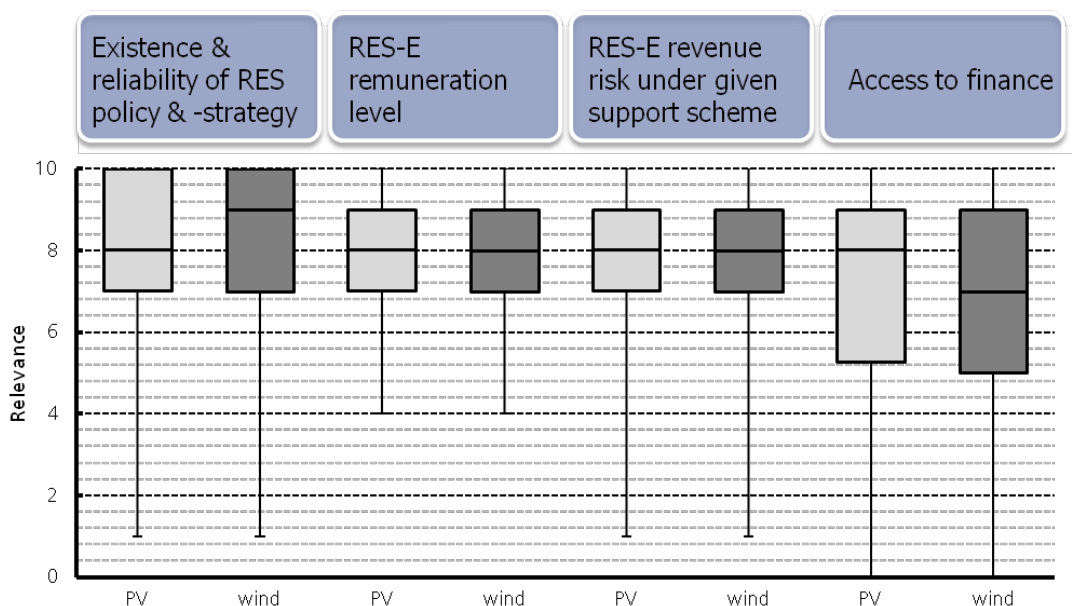 Existence &
reliability of RES
policy & -strategy
RES-E
remuneration
level
RES-E revenue
risk under given
support scheme
Access to finance
Relevance
10
8
6
4
2
0
PV
wind
PV
wind
PV
wind
PV
wind